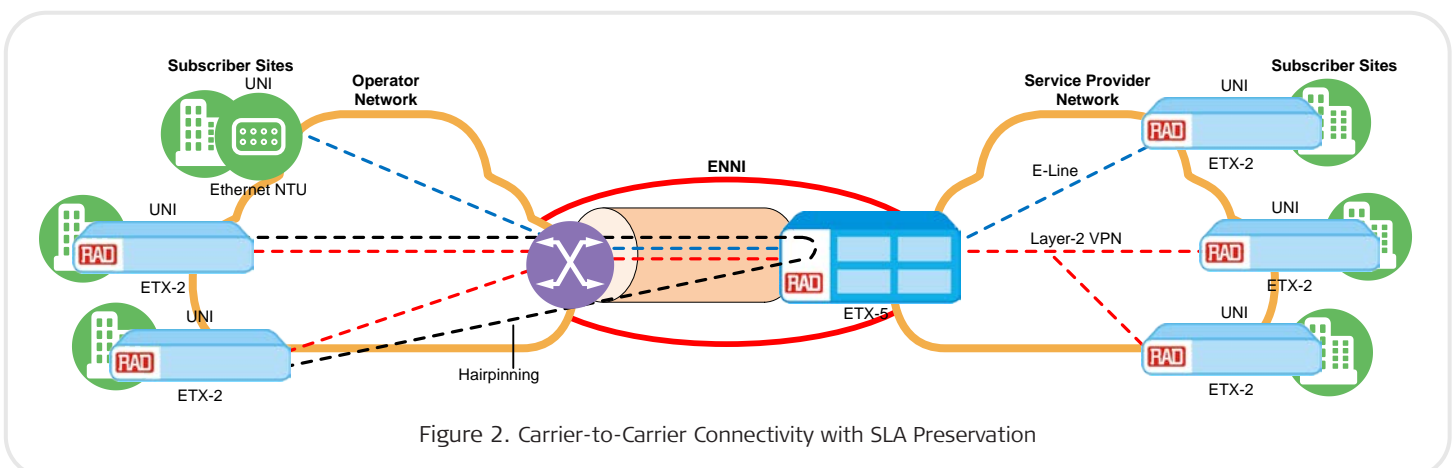 Subscriber Sites
UNI
Ethernet NTU
Operator
Network
UNI
RAD
ETX-2
UNI
RAD
ETX-2
Hairpinning
ENNI
RAD
ETX-5
Service Provider
Network
E-Line
Layer-2 VPN
Subscriber Sites
UNI
RAD
ETX-2
UNI
RAD
ETX-2
UNI
RAD
ETX-2
Figure 2. Carrier-to-Carrier Connectivity with SLA Preservation